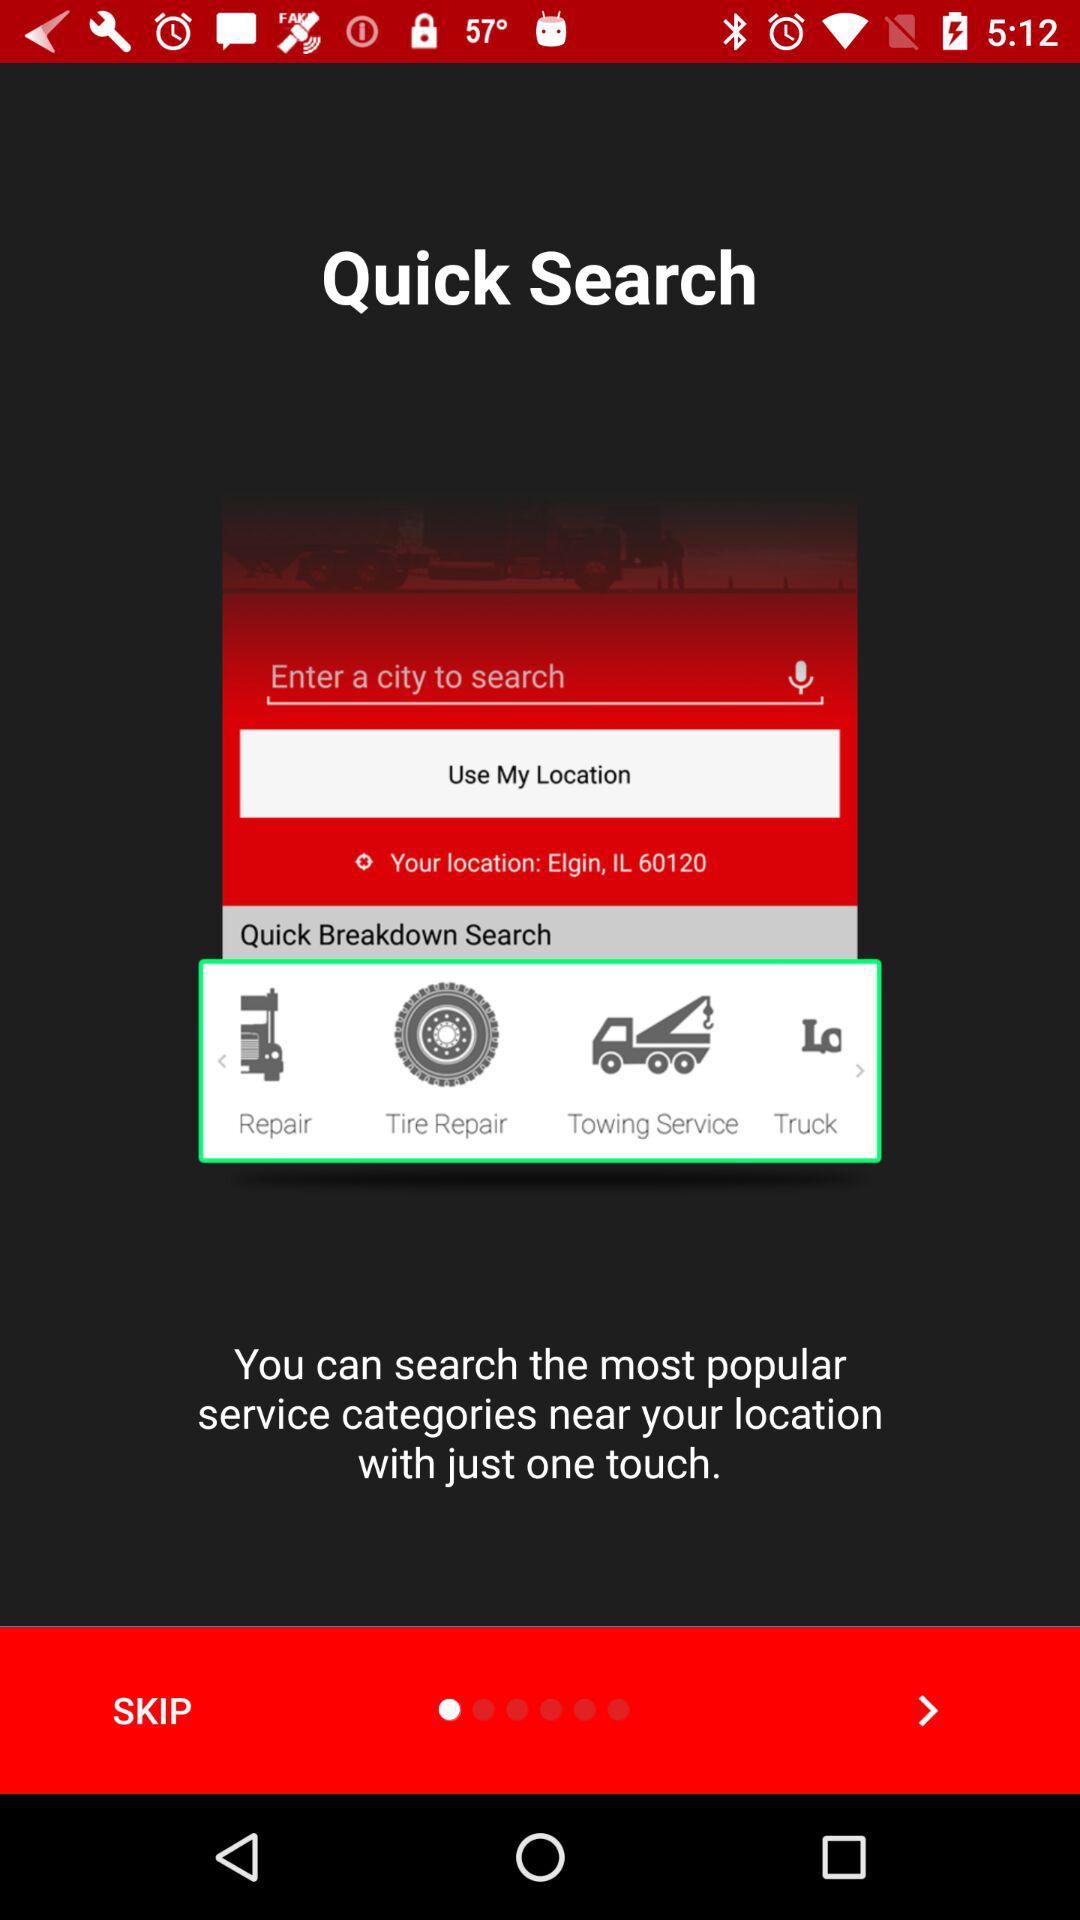 FAKE 57° 5:12
Quick Search
Enter a city to search
Use My Location
Your location: Elgin, IL 60120
Quick Breakdown Search
Lo
Repair Tire Repair Towing Service Truck
You can search the most popular
service categories near your location
with just one touch.
SKIP